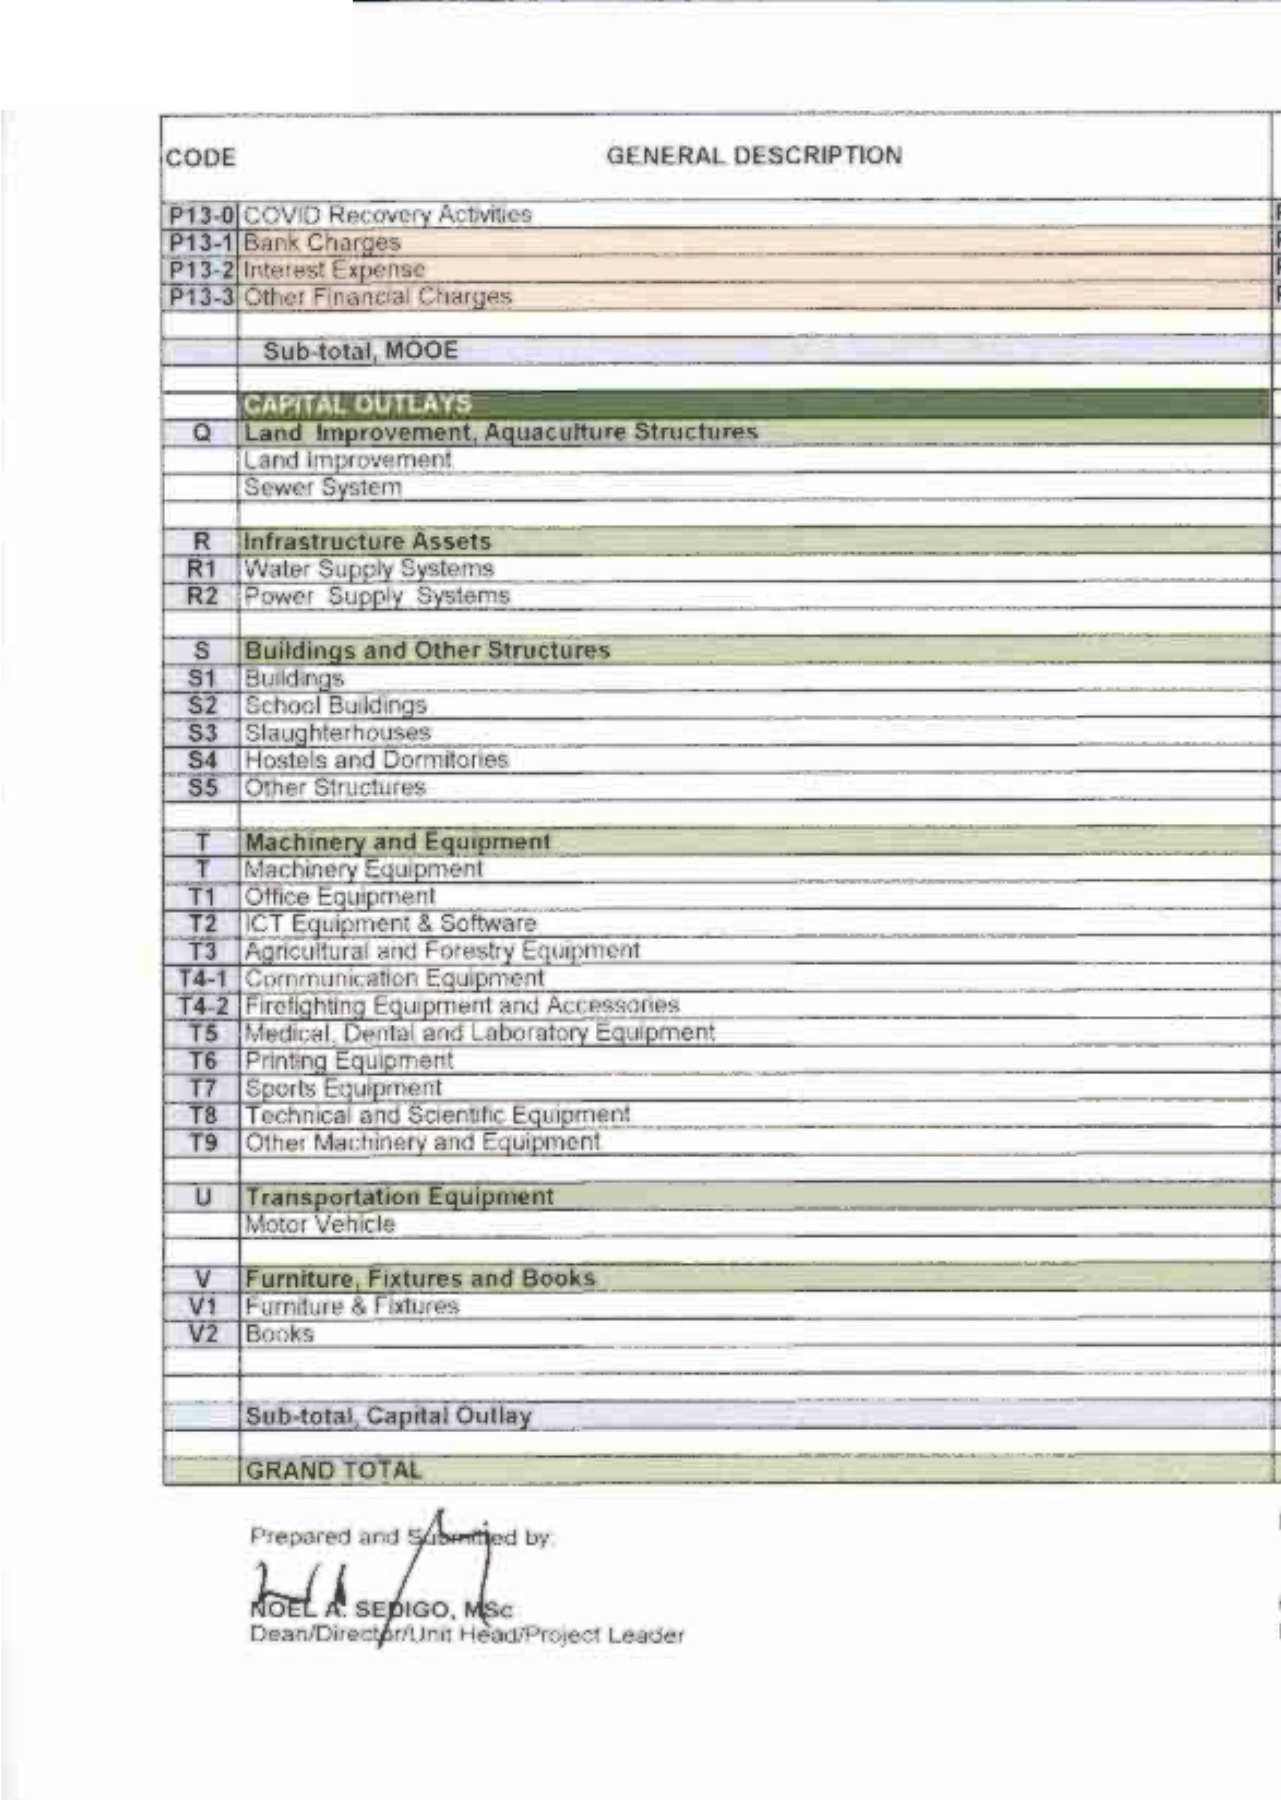 CODE GENERAL DESCRIPTION
P13-0 COVID Recovery Activities
P13-1 Bank Charges
P13-2 Interest Expense
P13-3 Other Financial Charges
Sub-total, MOOE
CAPITAL OUTLAYS
Q Land Improvement, Aquaculture Structures
Land Improvement
Sewer System
R Infrastructure Assets
R1 Water Supply Systems
R2 Power Supply Systems
S Buildings and Other Structures
S1 Buildings
S2 School Buildings
S3 Slaughterhouses
S4 Hostels and Dormitories
S5 Other Structures
T Machinery and Equipment
T Machinery Equipment
T1 Office Equipment
T2 ICT Equipment & Software
T3 Agricultural and Forestry Equipment
T4-1 Communication Equipment
T4-2 Firefighting Equipment and Accessories
T5 Medical, Dental and Laboratory Equipment
T6 Printing Equipment
T7 Sports Equipment
T8 Technical and Scientific Equipment
T9 Other Machinery and Equipment
U Transportation Equipment
Motor Vehicle
V Furniture, Fixtures and Books
V1 Furniture & Fixtures
V2 Books
Sub-total, Capital Outlay
GRAND TOTAL
Prepared and Submitted by:
NOEL A. SEDIGO, MSc
Dean/Director/Unit Head/Project Leader